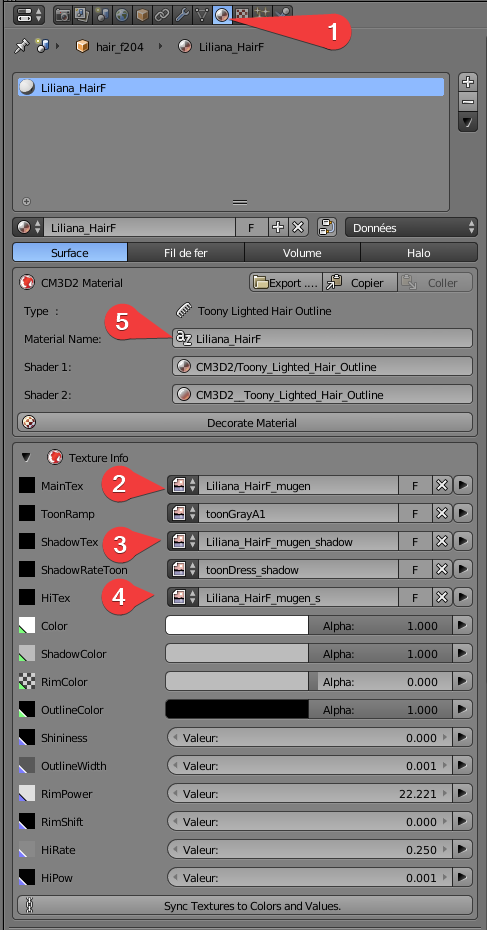 1
hair_f204 Liliana_HairF
Liliana_HairF
Liliana_HairF F Données
Surface Fil de fer Volume Halo
CM3D2 Material Export .... Copier Coller
Type : Toony Lighted Hair Outline
5
Material Name: Liliana_HairF
Shader 1: CM3D2/Toony_Lighted_Hair_Outline
Shader 2: CM3D2__Toony_Lighted_Hair_Outline
Decorate Material
Texture Info
MainTex 2 Liliana_HairF_mugen F
ToonRamp toonGrayA1 F
ShadowTex 3 Liliana_HairF_mugen_shadow F
ShadowRateToon toonDress_shadow F
HiTex 4 Liliana_HairF_mugen_s F
Color Alpha: 1.000
ShadowColor Alpha: 1.000
RimColor Alpha: 0.000
OutlineColor Alpha: 1.000
Shininess Valeur: 0.000
OutlineWidth Valeur: 0.001
RimPower Valeur: 22.221
RimShift Valeur: 0.000
HiRate Valeur: 0.250
HiPow Valeur: 0.001
Sync Textures to Colors and Values.